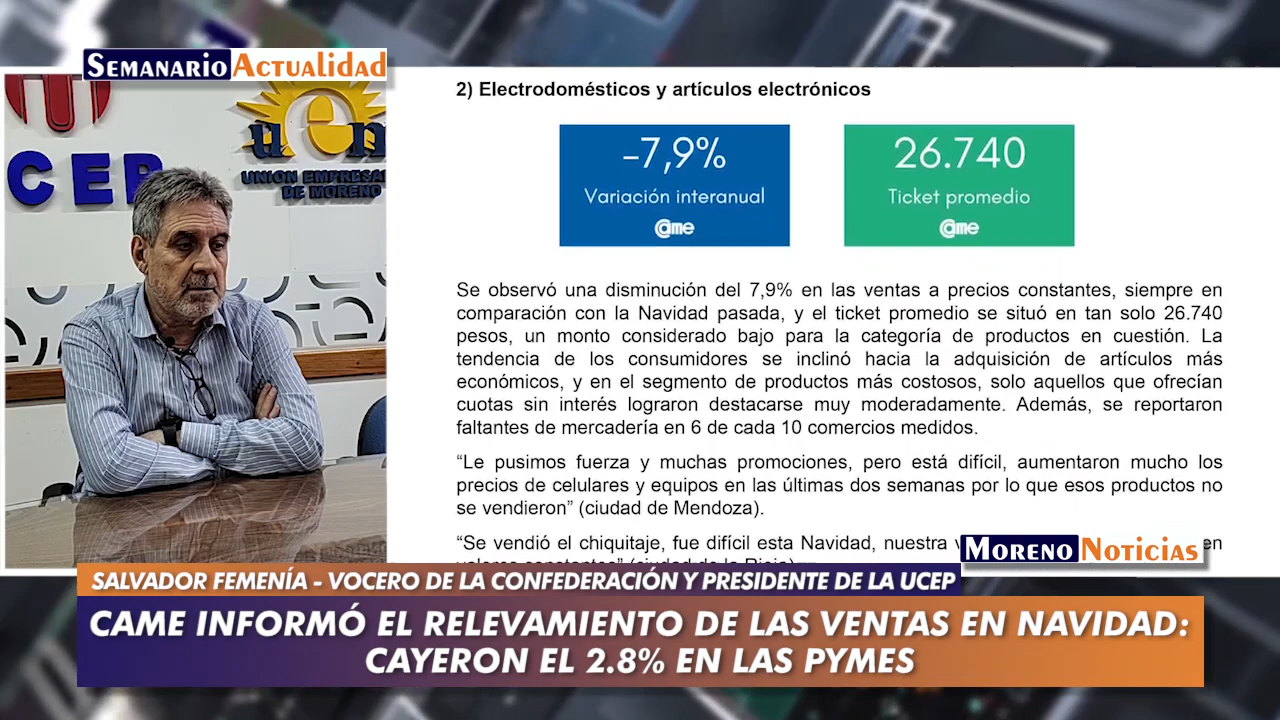 SEMANARIO ACTUALIDAD
UCEP
uem
UNION EMPRESARI
DE MORENO
2) Electrodomésticos y artículos electrónicos
-7,9%
Variación interanual
came
26.740
Ticket promedio
came
Se observó una disminución del 7,9% en las ventas a precios constantes, siempre en
comparación con la Navidad pasada, y el ticket promedio se situó en tan solo 26.740
pesos, un monto considerado bajo para la categoría de productos en cuestión. La
tendencia de los consumidores se inclinó hacia la adquisición de artículos más
económicos, y en el segmento de productos más costosos, solo aquellos que ofrecían
cuotas sin interés lograron destacarse muy moderadamente. Además, se reportaron
faltantes de mercadería en 6 de cada 10 comercios medidos.
“Le pusimos fuerza y muchas promociones, pero está difícil, aumentaron mucho los
precios de celulares y equipos en las últimas dos semanas por lo que esos productos no
se vendieron” (ciudad de Mendoza).
“Se vendió el chiquitaje, fue difícil esta Navidad, nuestra en
valores constantes” (ciudad de la Rioja)
MORENO NOTICIAS
SALVADOR FEMENÍA - VOCERO DE LA CONFEDERACIÓN Y PRESIDENTE DE LA UCEP
CAME INFORMÓ EL RELEVAMIENTO DE LAS VENTAS EN NAVIDAD:
CAYERON EL 2.8% EN LAS PYMES